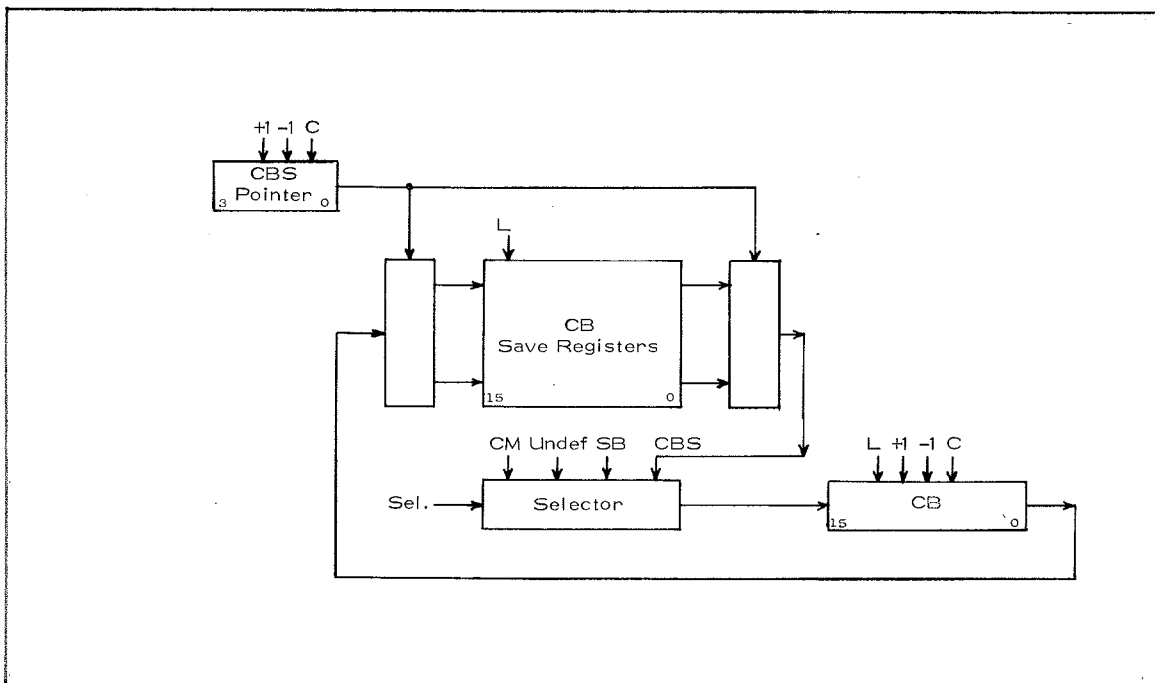 +1 -1 C
CBS
Pointer
3 0
L
CB
Save Registers
15 0
CM Undef SB CBS
L +1 -1 C
Sel.
Selector
CB
15 0